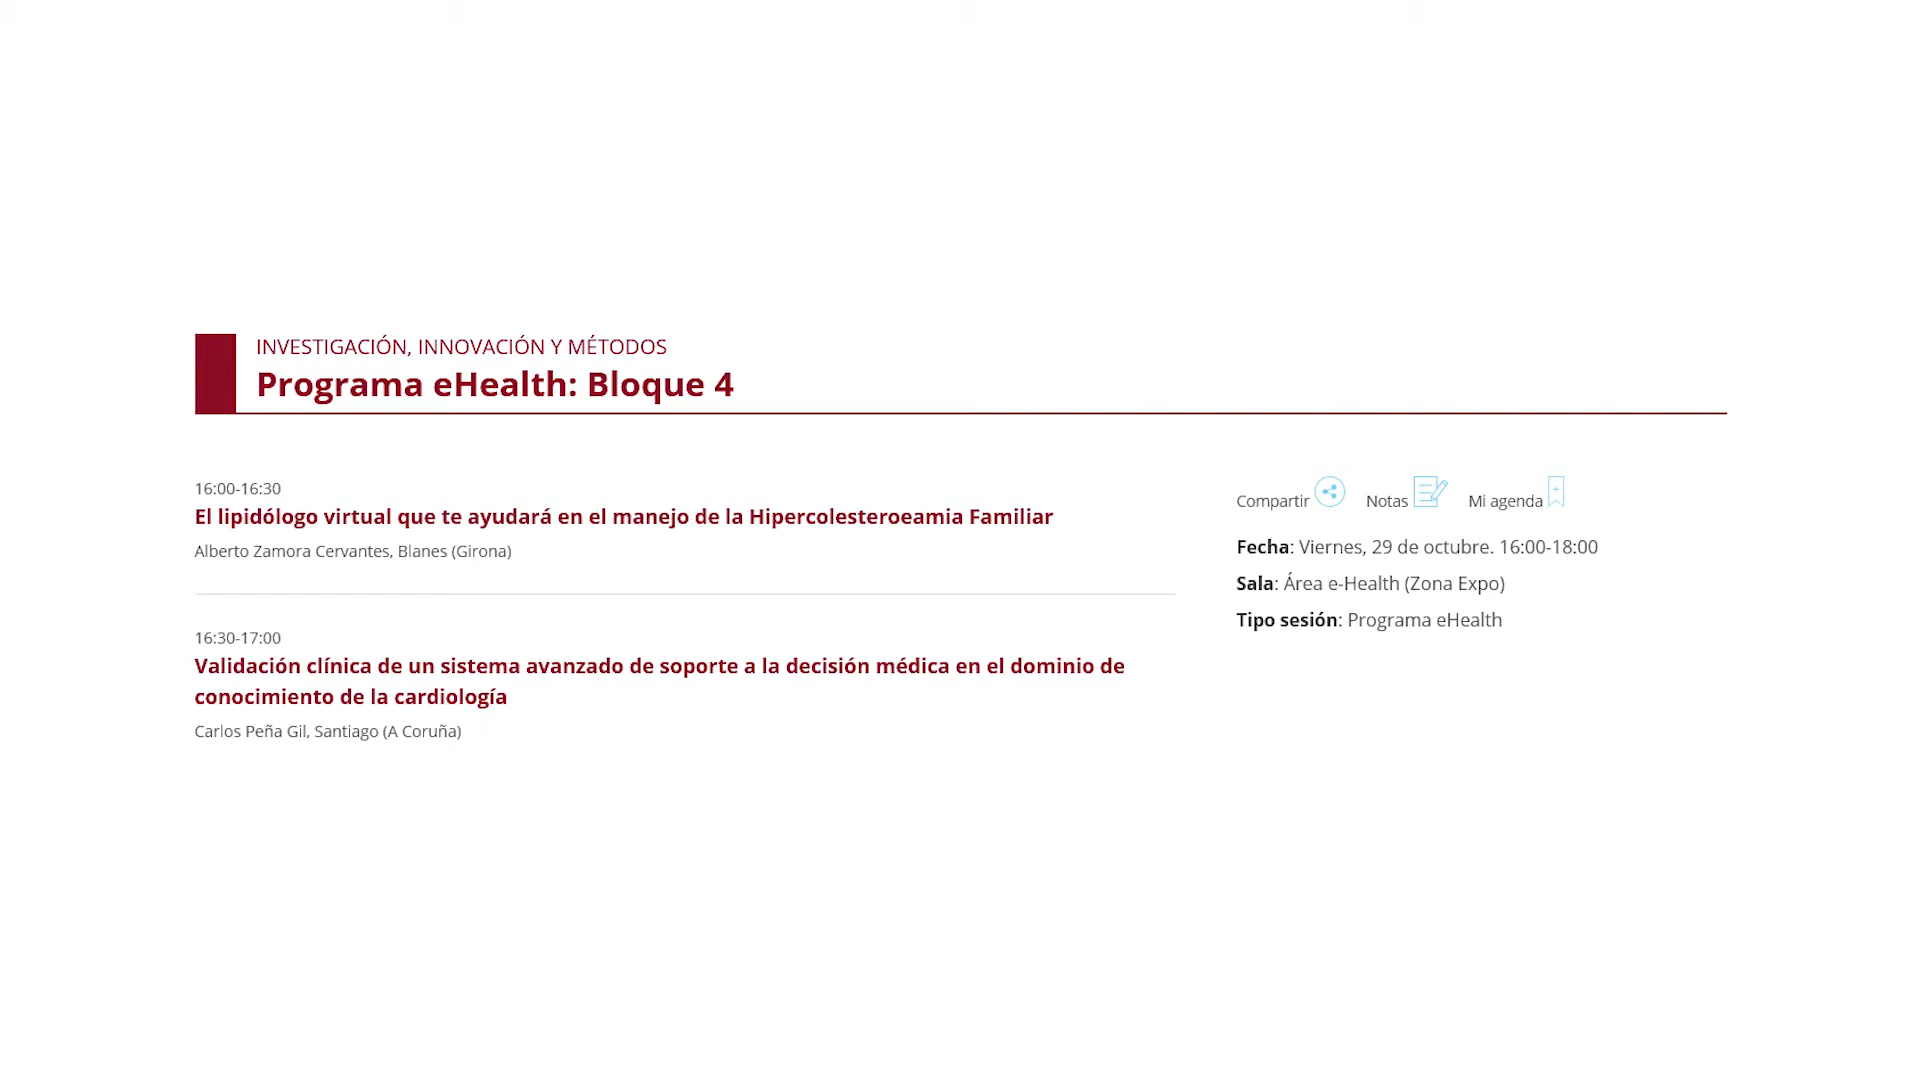 INVESTIGACIÓN, INNOVACIÓN Y MÉTODOS
Programa eHealth: Bloque 4
16:00-16:30
El lipidólogo virtual que te ayudará en el manejo de la Hipercolesteroeamia Familiar
Alberto Zamora Cervantes, Blanes (Girona)
16:30-17:00
Validación clínica de un sistema avanzado de soporte a la decisión médica en el dominio de
conocimiento de la cardiología
Carlos Peña Gil, Santiago (A Coruña)
Compartir Notas Mi agenda
Fecha: Viernes, 29 de octubre. 16:00-18:00
Sala: Área e-Health (Zona Expo)
Tipo sesión: Programa eHealth